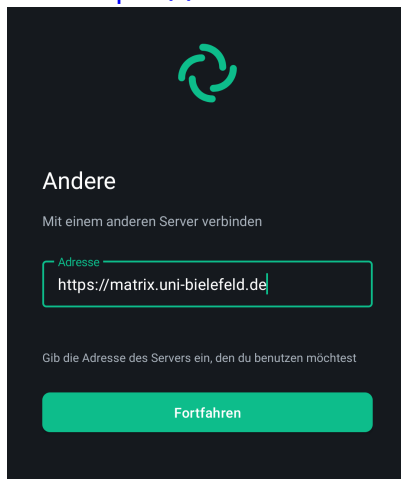 Andere
Mit einem anderen Server verbinden
Adresse
https://matrix.uni-bielefeld.de
Gib die Adresse des Servers ein, den du benutzen möchtest
Fortfahren